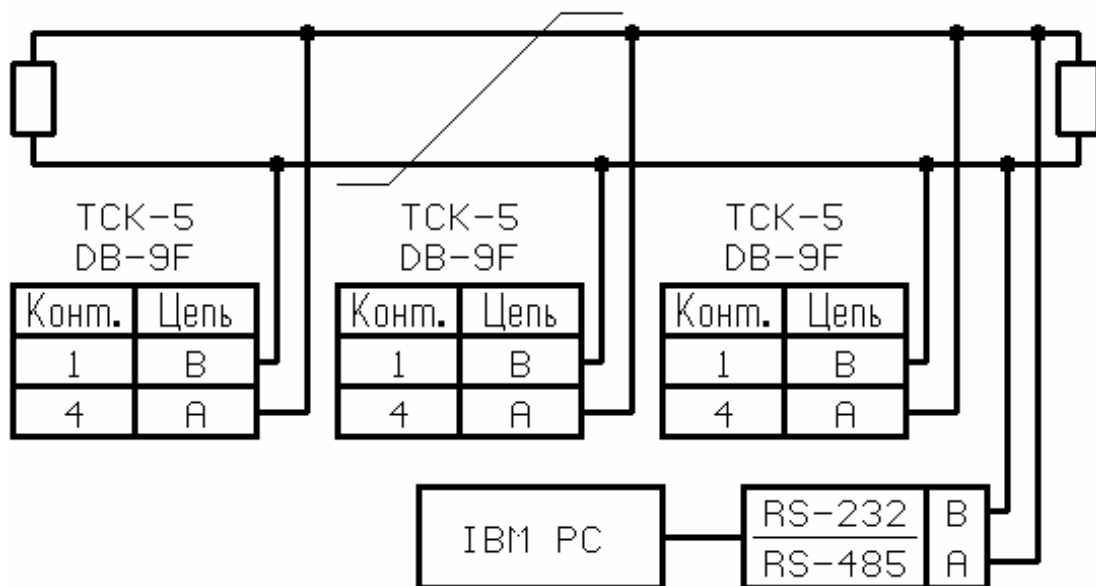 ТСК-5
DB-9F
ТСК-5
DB-9F
ТСК-5
DB-9F
Конт. Цепь
1 B
4 A
Конт. Цепь
1 B
4 A
Конт. Цепь
1 B
4 A
IBM PC
RS-232 B
RS-485 A